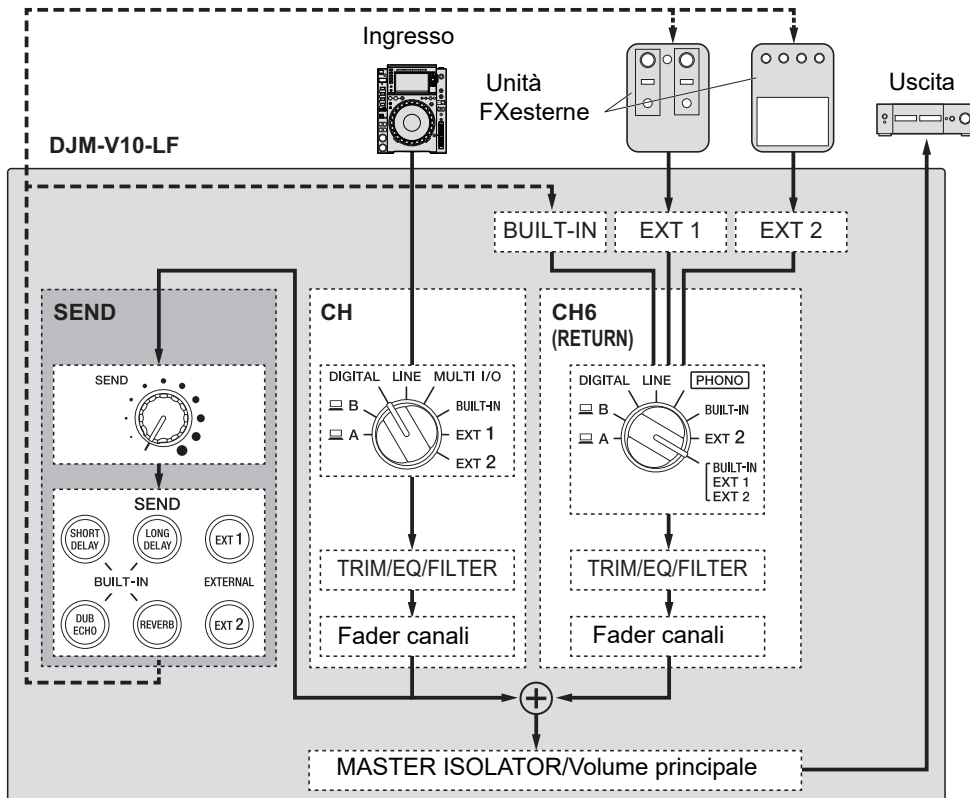 Ingresso
Unità
FXesterne
Uscita
DJM-V10-LF
BUILT-IN
EXT 1
EXT 2
SEND
SEND
SEND
SHORT
DELAY
LONG
DELAY
EXT 1
BUILT-IN
EXTERNAL
DUB
ECHO
REVERB
EXT 2
CH
DIGITAL
LINE
MULTI I/O
B
BUILT-IN
A
EXT 1
EXT 2
TRIM/EQ/FILTER
Fader canali
CH6
(RETURN)
DIGITAL
LINE
PHONO
B
BUILT-IN
A
EXT 2
BUILT-IN
EXT 1
EXT 2
TRIM/EQ/FILTER
Fader canali
MASTER ISOLATOR/Volume principale